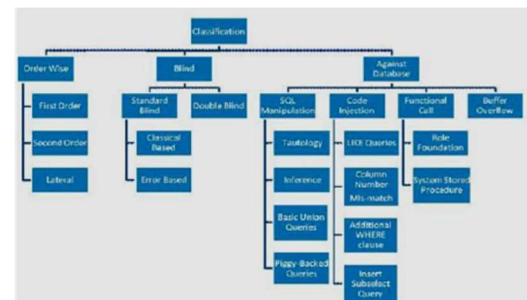 Classification
Order Wise
Blind
Against
Database
First Order
Second Order
Lateral
Standard
Blind
Double Blind
Classical
Based
Error Based
SQL
Manipulation
Code
Injection
Functional
Call
Buffer
Overflow
Tautology
Inference
Basic Union
Queries
Piggy-Backed
Queries
LIKE Queries
Column
Number
Mis-match
Additional
WHERE
clause
Insert
Subselect
Query
Role
Foundation
System Stored
Procedure